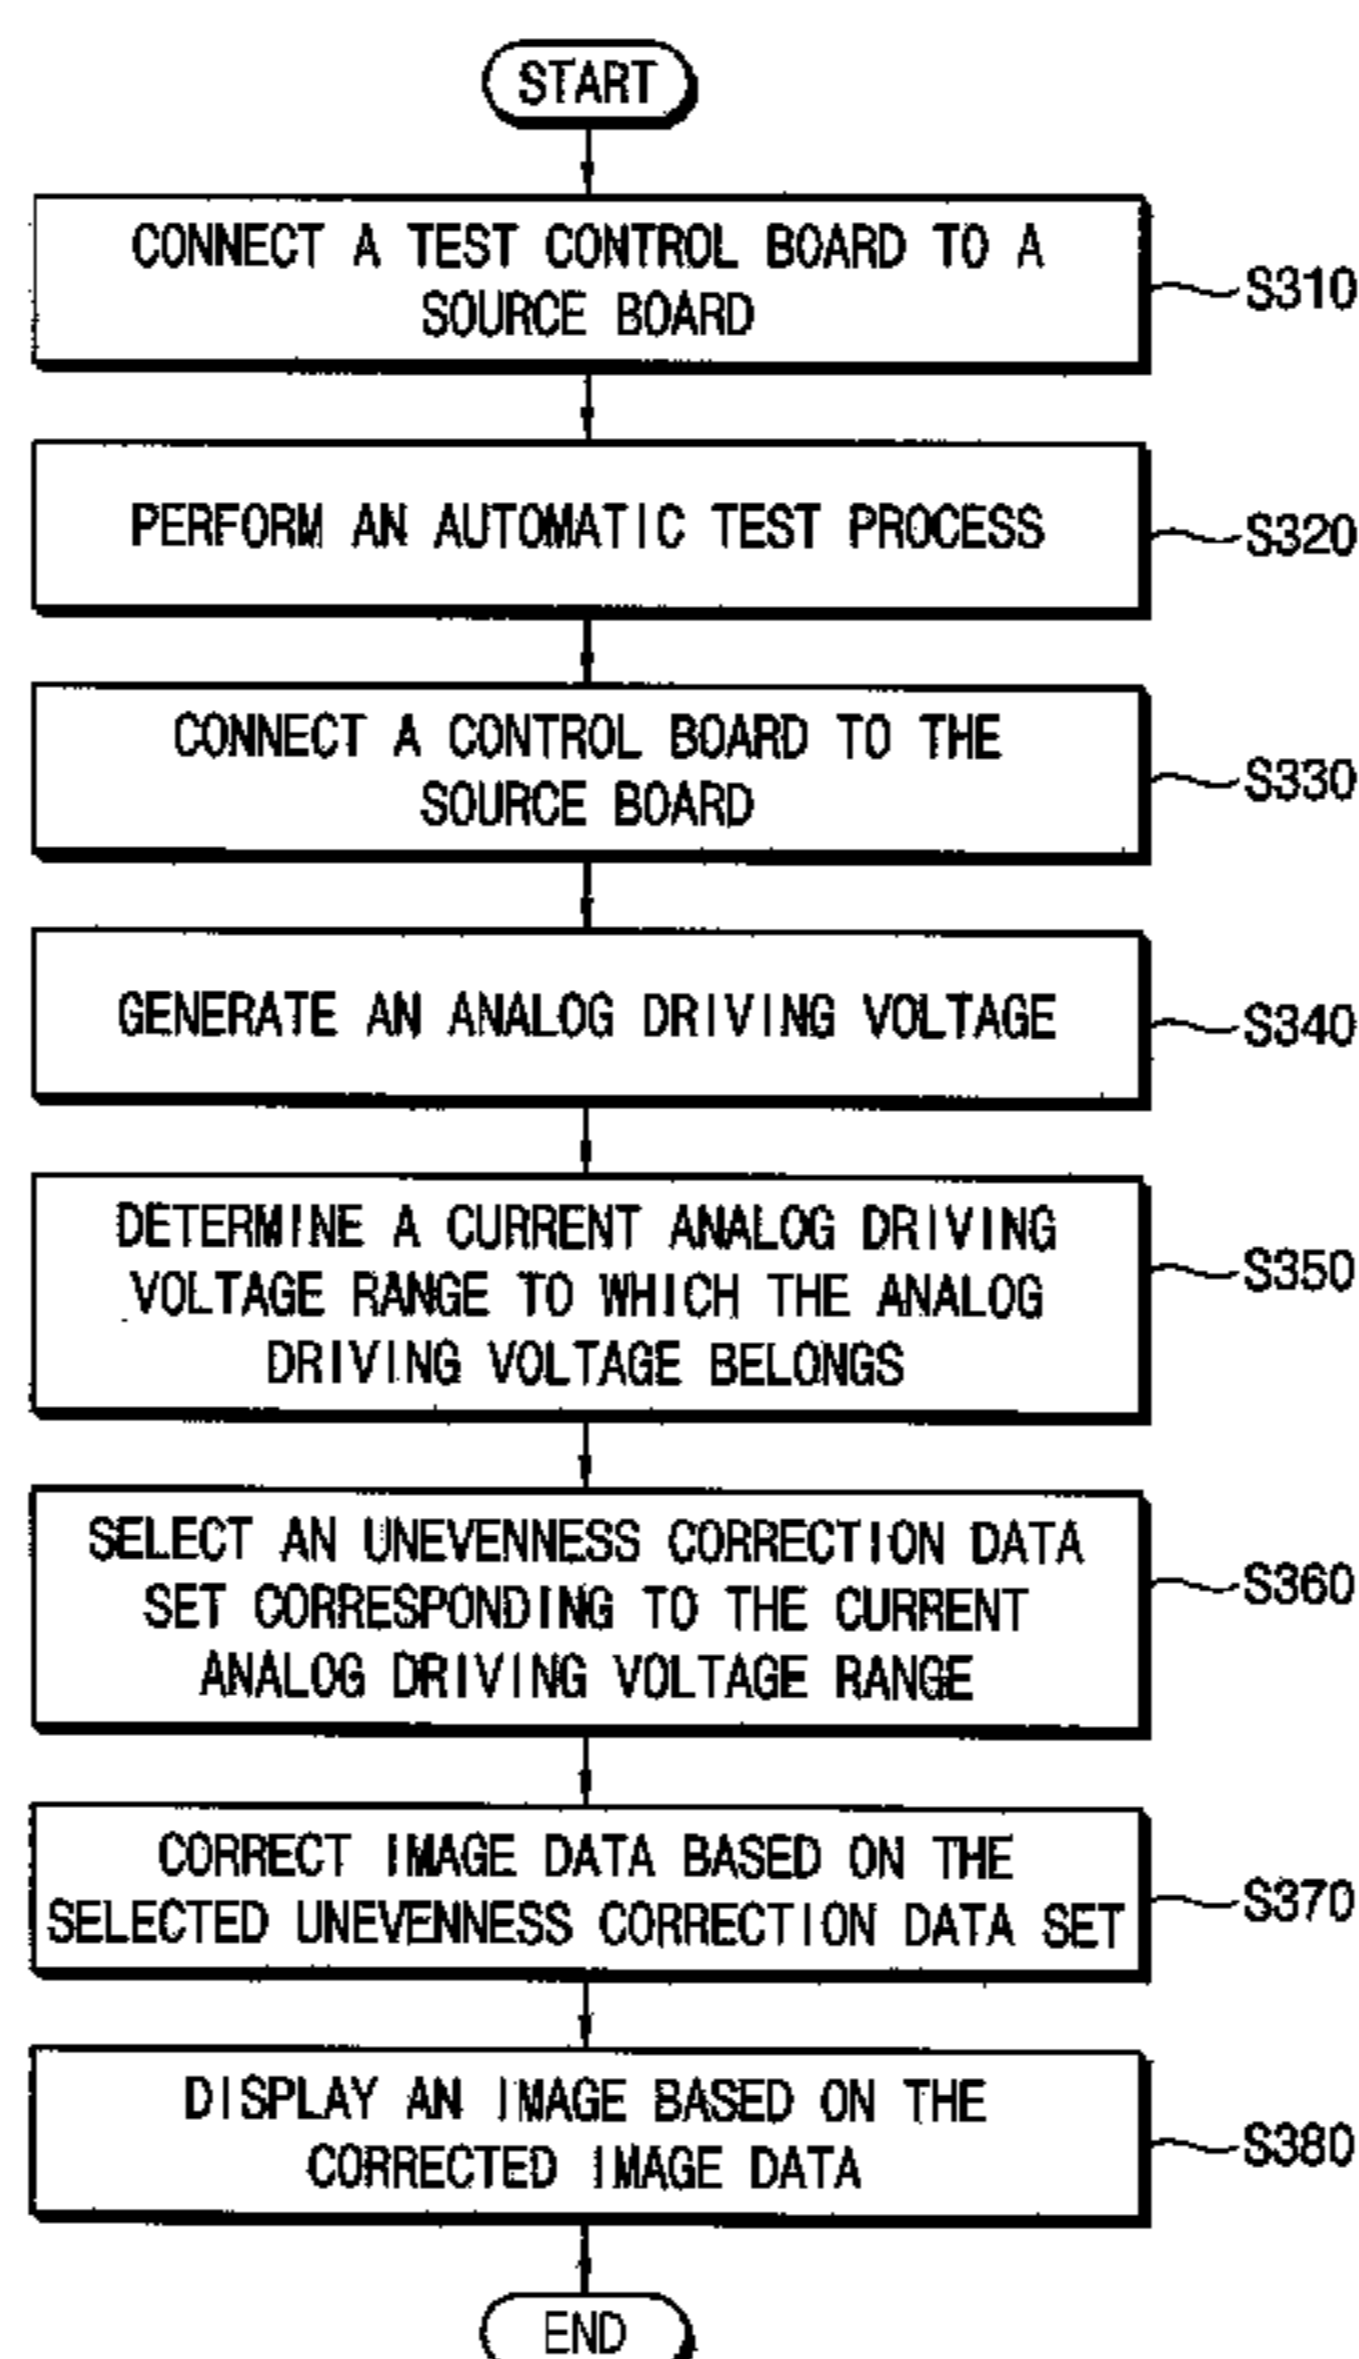 START
CONNECT A TEST CONTROL BOARD TO A
SOURCE BOARD
S310
PERFORM AN AUTOMATIC TEST PROCESS
S320
CONNECT A CONTROL BOARD TO THE
SOURCE BOARD
S330
GENERATE AN ANALOG DRIVING VOLTAGE
S340
DETERMINE A CURRENT ANALOG DRIVING
VOLTAGE RANGE TO WHICH THE ANALOG
DRIVING VOLTAGE BELONGS
S350
SELECT AN UNEVENNESS CORRECTION DATA
SET CORRESPONDING TO THE CURRENT
ANALOG DRIVING VOLTAGE RANGE
S360
CORRECT IMAGE DATA BASED ON THE
SELECTED UNEVENNESS CORRECTION DATA SET
S370
DISPLAY AN IMAGE BASED ON THE
CORRECTED IMAGE DATA
S380
END